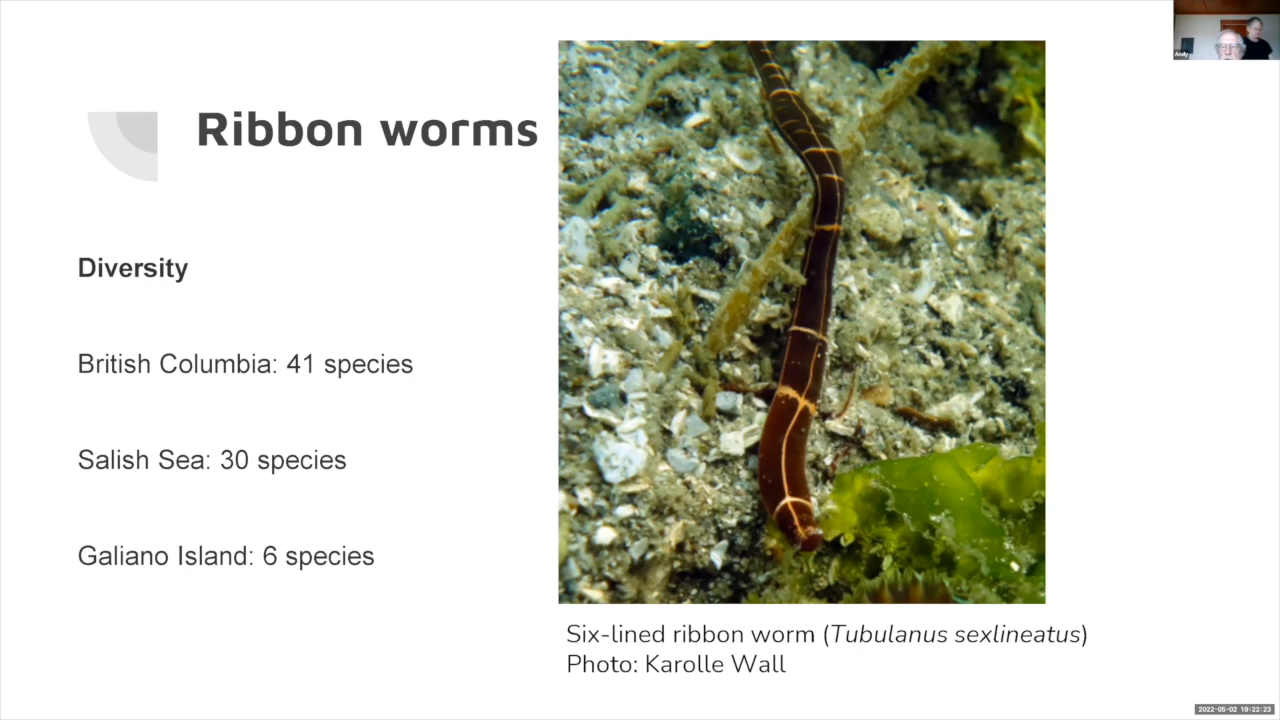 Ribbon worms
Diversity
British Columbia: 41 species
Salish Sea: 30 species
Galiano Island: 6 species
Six-lined ribbon worm (Tubulanus sexlineatus)
Photo: Karolle Wall
Andy
2022-05-02 19:22:23